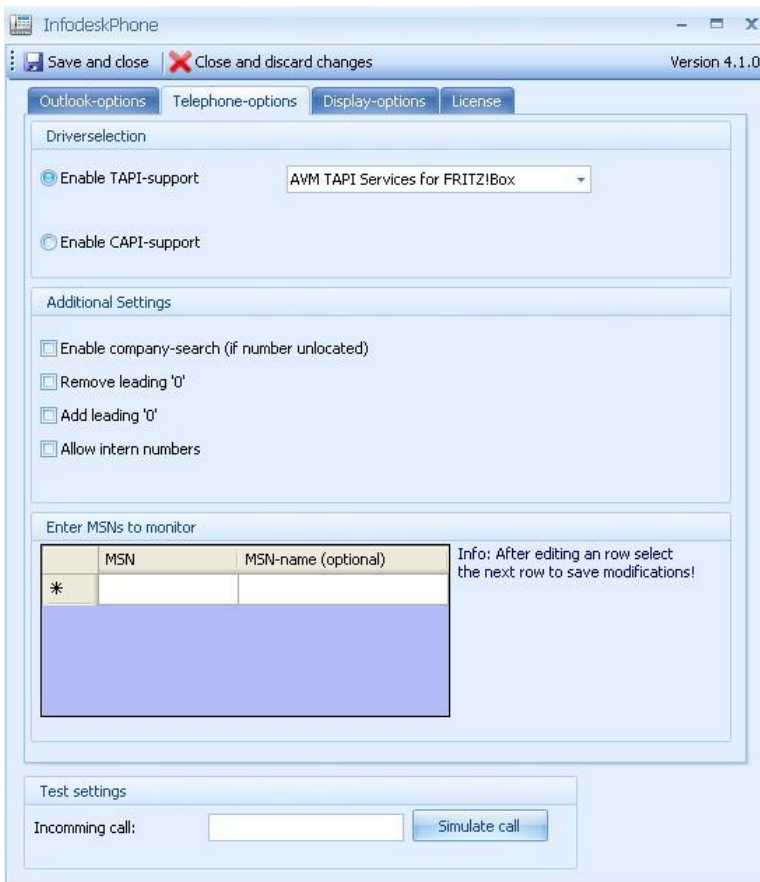 InfodeskPhone
Save and close Close and discard changes Version 4.1.0
Outlook-options Telephone-options Display-options License
Driverselection
Enable TAPI-support AVM TAPI Services for FRITZ!Box
Enable CAPI-support
Additional Settings
Enable company-search (if number unlocated)
Remove leading '0'
Add leading '0'
Allow intern numbers
Enter MSNs to monitor
MSN MSN-name (optional)
Info: After editing an row select
the next row to save modifications!
Test settings
Incomming call: Simulate call